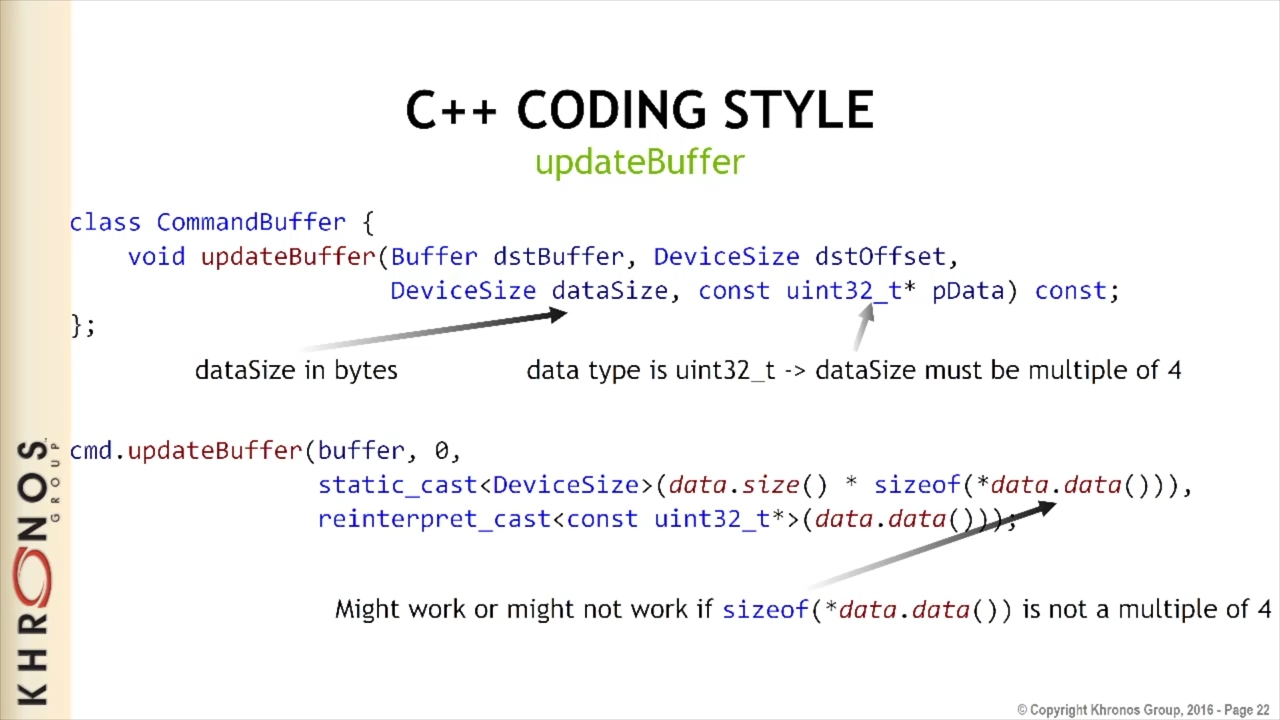 C++ CODING STYLE
updateBuffer
class CommandBuffer {
void updateBuffer(Buffer dstBuffer, DeviceSize dstOffset,
DeviceSize dataSize, const uint32_t* pData) const;
};
dataSize in bytes
data type is uint32_t -> dataSize must be multiple of 4
cmd.updateBuffer(buffer, 0,
static_cast<DeviceSize>(data.size() * sizeof(*data.data())),
reinterpret_cast<const uint32_t*>(data.data()));
Might work or might not work if sizeof(*data.data()) is not a multiple of 4
KHRONOS
GROUP
© Copyright Khronos Group, 2016 - Page 22